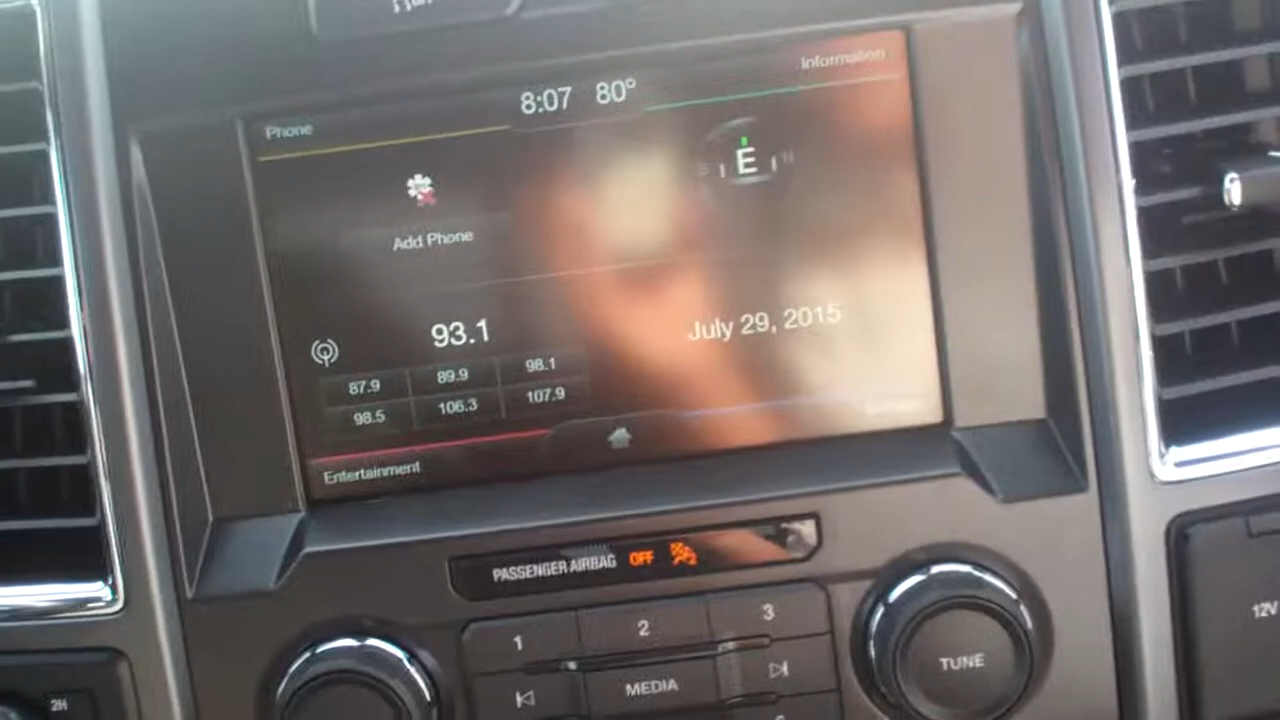 Information
8:07 80°
Phone
E
Add Phone
93.1
July 29, 2015
87.9 89.9 98.1
98.5 106.3 107.9
Entertainment
PASSENGER AIRBAG OFF
1 2 3
MEDIA
TUNE
12V
2H